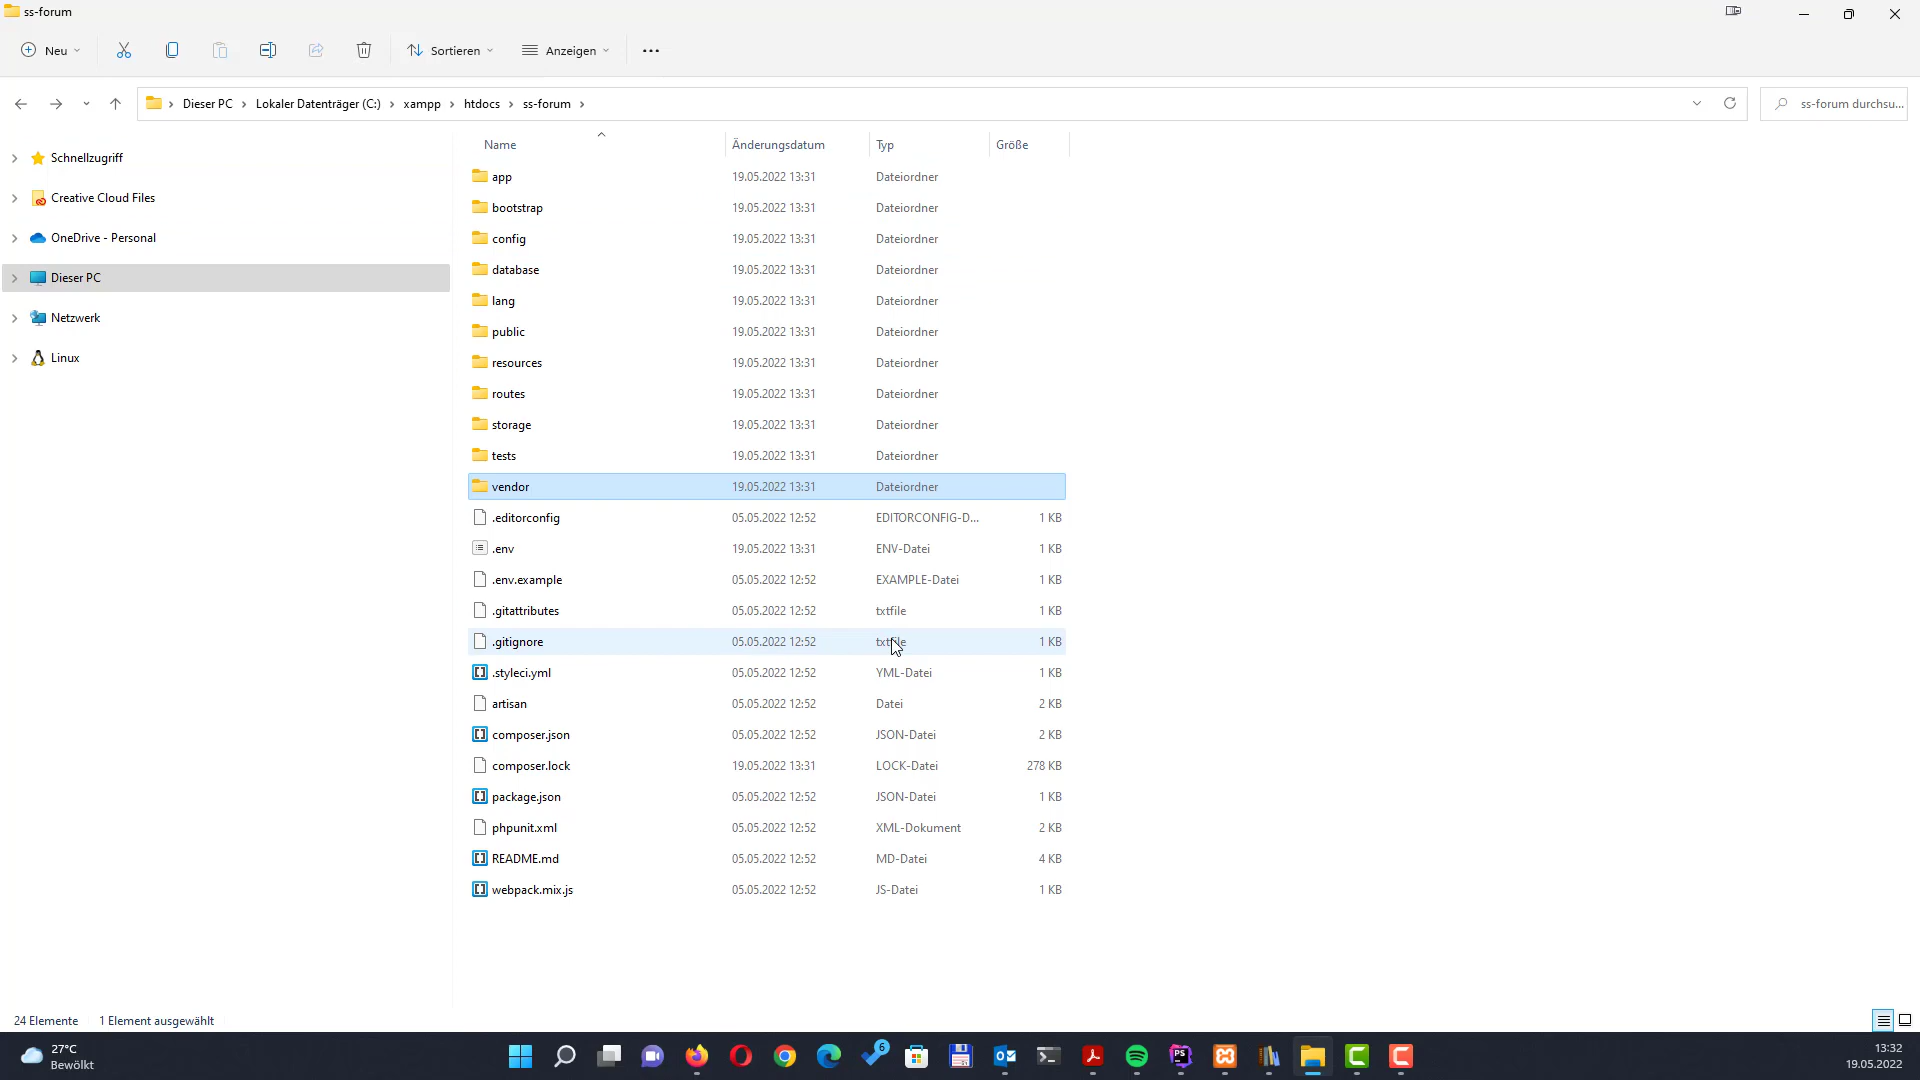 ss-forum
Neu
Sortieren
Anzeigen
Dieser PC
Lokaler Datenträger (C:)
xampp
htdocs
ss-forum
ss-forum durchsu...
Schnellzugriff
Creative Cloud Files
OneDrive - Personal
Dieser PC
Netzwerk
Linux
Name Änderungsdatum Typ Größe
app 19.05.2022 13:31 Dateiordner
bootstrap 19.05.2022 13:31 Dateiordner
config 19.05.2022 13:31 Dateiordner
database 19.05.2022 13:31 Dateiordner
lang 19.05.2022 13:31 Dateiordner
public 19.05.2022 13:31 Dateiordner
resources 19.05.2022 13:31 Dateiordner
routes 19.05.2022 13:31 Dateiordner
storage 19.05.2022 13:31 Dateiordner
tests 19.05.2022 13:31 Dateiordner
vendor 19.05.2022 13:31 Dateiordner
.editorconfig 05.05.2022 12:52 EDITORCONFIG-D... 1 KB
.env 19.05.2022 13:31 ENV-Datei 1 KB
.env.example 05.05.2022 12:52 EXAMPLE-Datei 1 KB
.gitattributes 05.05.2022 12:52 txtfile 1 KB
.gitignore 05.05.2022 12:52 txtfile 1 KB
.styleci.yml 05.05.2022 12:52 YML-Datei 1 KB
artisan 05.05.2022 12:52 Datei 2 KB
composer.json 05.05.2022 12:52 JSON-Datei 2 KB
composer.lock 19.05.2022 13:31 LOCK-Datei 278 KB
package.json 05.05.2022 12:52 JSON-Datei 1 KB
phpunit.xml 05.05.2022 12:52 XML-Dokument 2 KB
README.md 05.05.2022 12:52 MD-Datei 4 KB
webpack.mix.js 05.05.2022 12:52 JS-Datei 1 KB
24 Elemente 1 Element ausgewählt
27°C
Bewölkt
6
PS
13:32
19.05.2022